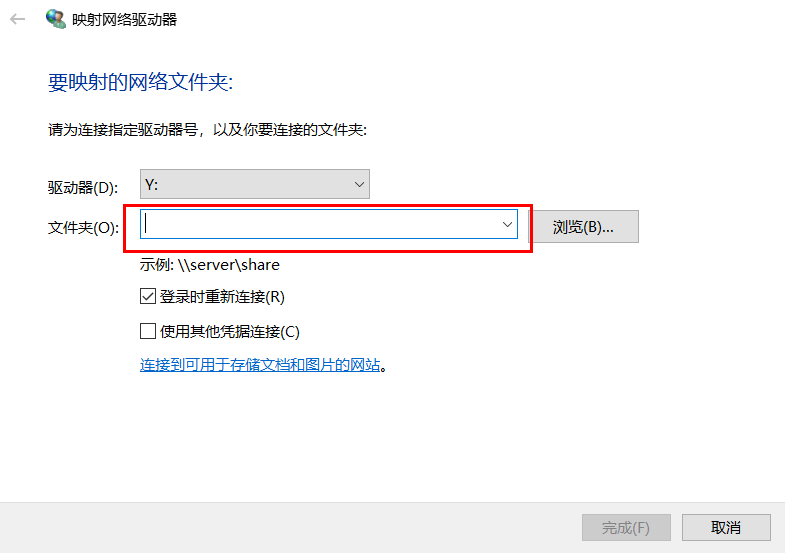 映射网络驱动器
要映射的网络文件夹:
请为连接指定驱动器号，以及你要连接的文件夹:
驱动器(D): Y:
文件夹(O): 浏览(B)...
示例: \\server\share
登录时重新连接(R)
使用其他凭据连接(C)
连接到可用于存储文档和图片的网站。
完成(F) 取消